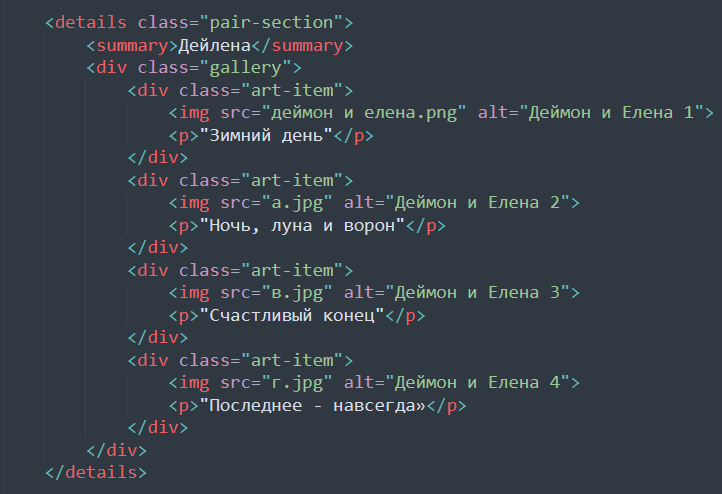 <details class="pair-section">
<summary>Дейлена</summary>
<div class="gallery">
<div class="art-item">
<img src="деймон и елена.png" alt="Деймон и Елена 1">
<p>"Зимний день"</p>
</div>
<div class="art-item">
<img src="а.jpg" alt="Деймон и Елена 2">
<p>"Ночь, луна и ворон"</p>
</div>
<div class="art-item">
<img src="в.jpg" alt="Деймон и Елена 3">
<p>"Счастливый конец"</p>
</div>
<div class="art-item">
<img src="г.jpg" alt="Деймон и Елена 4">
<p>"Последнее - навсегда»</p>
</div>
</div>
</details>